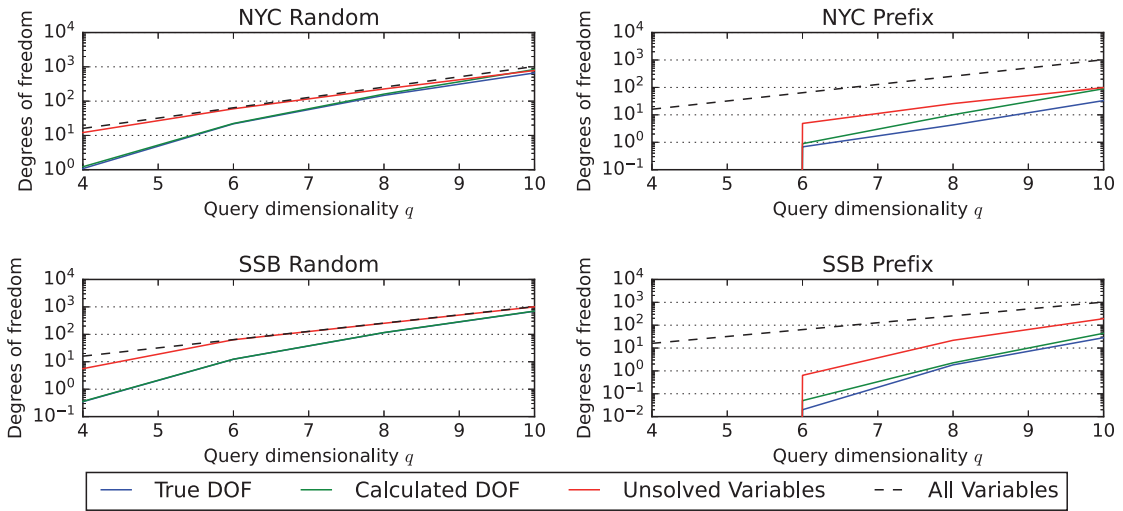 NYC Random
Degrees of freedom
10^4
10^3
10^2
10^1
10^0
4 5 6 7 8 9 10
Query dimensionality q
NYC Prefix
Degrees of freedom
10^4
10^3
10^2
10^1
10^0
10^-1
4 5 6 7 8 9 10
Query dimensionality q
SSB Random
Degrees of freedom
10^4
10^3
10^2
10^1
10^0
10^-1
4 5 6 7 8 9 10
Query dimensionality q
SSB Prefix
Degrees of freedom
10^4
10^3
10^2
10^1
10^0
10^-1
10^-2
4 5 6 7 8 9 10
Query dimensionality q
True DOF Calculated DOF Unsolved Variables All Variables